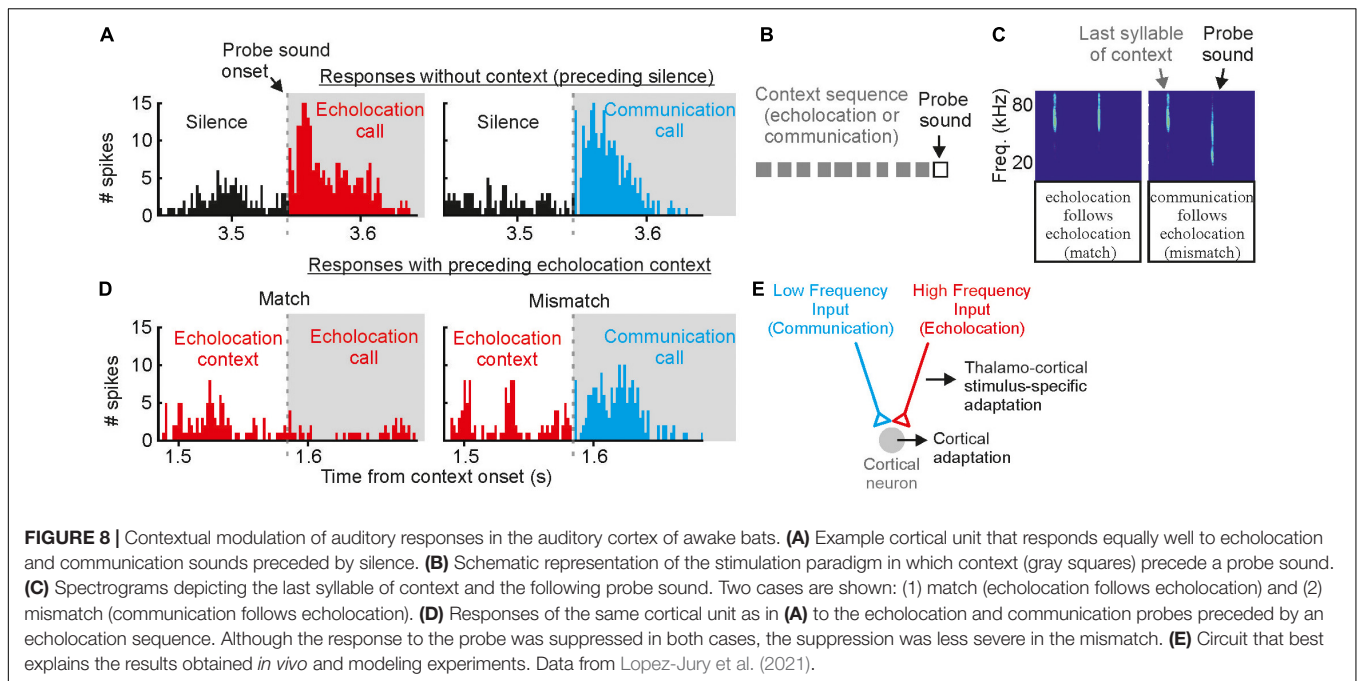 A
Probe sound
onset
Responses without context (preceding silence)
15
10
5
0
# spikes
Silence
Echolocation
call
3.5
3.6
Silence
Communication
call
3.5
3.6
B
Context sequence
(echolocation or
communication)
Probe
sound
C
Last syllable
of context
Probe
sound
Freq. (kHz)
80
20
echolocation
follows
echolocation
(match)
communication
follows
echolocation
(mismatch)
Responses with preceding echolocation context
D
Match
Mismatch
15
10
5
0
# spikes
Echolocation
context
Echolocation
call
1.5
1.6
Echolocation
context
Communication
call
1.5
1.6
Time from context onset (s)
E
Low Frequency
Input
(Communication)
High Frequency
Input
(Echolocation)
Thalamo-cortical
stimulus-specific
adaptation
Cortical
adaptation
Cortical
neuron
FIGURE 8 | Contextual modulation of auditory responses in the auditory cortex of awake bats. (A) Example cortical unit that responds equally well to echolocation
and communication sounds preceded by silence. (B) Schematic representation of the stimulation paradigm in which context (gray squares) precede a probe sound.
(C) Spectrograms depicting the last syllable of context and the following probe sound. Two cases are shown: (1) match (echolocation follows echolocation) and (2)
mismatch (communication follows echolocation). (D) Responses of the same cortical unit as in (A) to the echolocation and communication probes preceded by an
echolocation sequence. Although the response to the probe was suppressed in both cases, the suppression was less severe in the mismatch. (E) Circuit that best
explains the results obtained in vivo and modeling experiments. Data from Lopez-Jury et al. (2021).